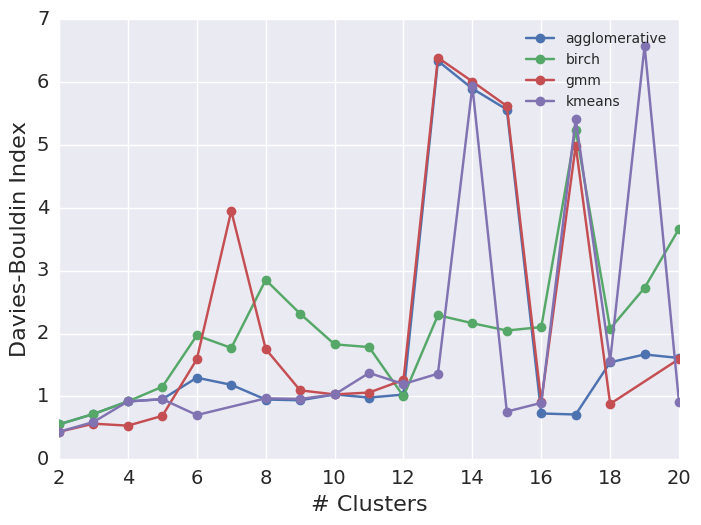 7
6
5
4
3
2
1
0
Davies-Bouldin Index
agglomerative
birch
gmm
kmeans
2 4 6 8 10 12 14 16 18 20
# Clusters